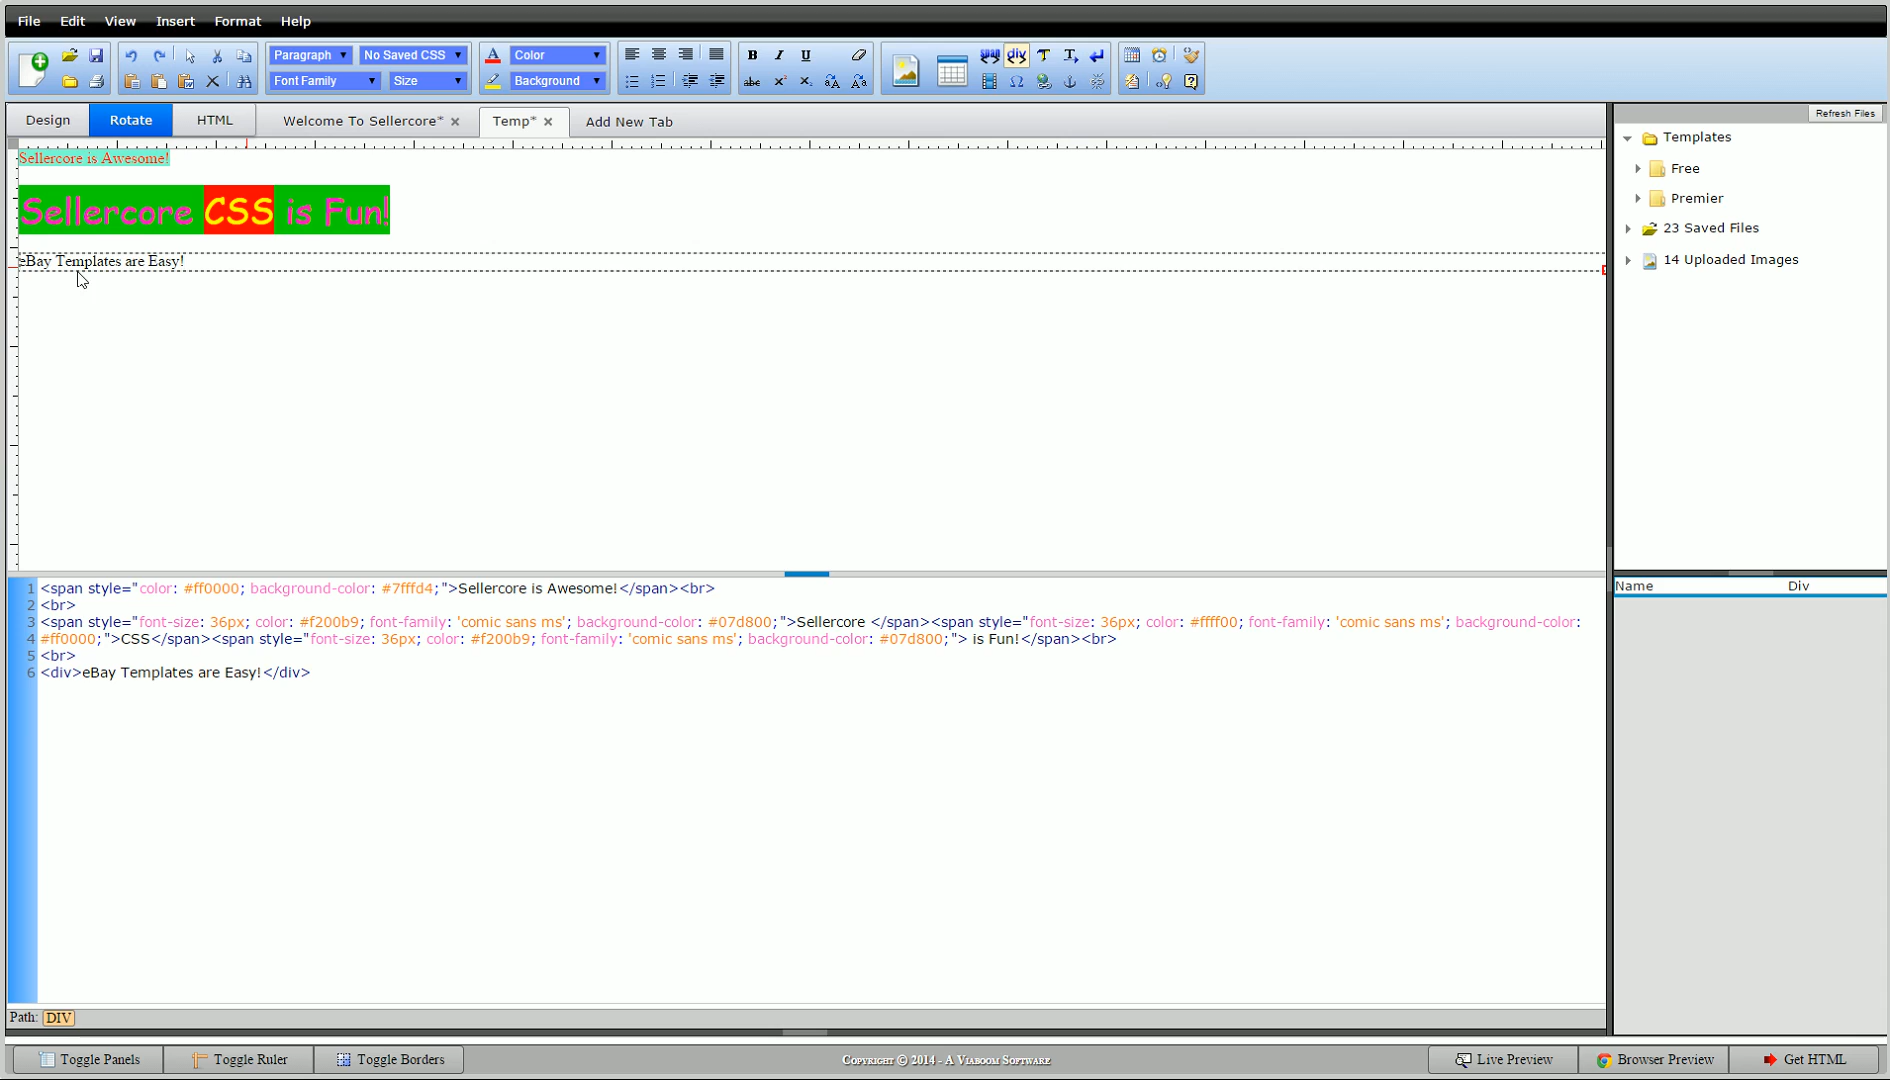 File Edit View Insert Format Help
Paragraph No Saved CSS Color
Font Family Size Background
Design Rotate HTML Welcome To Sellercore* Temp* Add New Tab
Refresh Files
Templates
Free
Premier
23 Saved Files
14 Uploaded Images
Sellercore is Awesome!
Sellercore CSS is Fun!
eBay Templates are Easy!
Name Div
1 <span style="color: #ff0000; background-color: #7fffd4;">Sellercore is Awesome!</span><br>
2 <br>
3 <span style="font-size: 36px; color: #f200b9; font-family: 'comic sans ms'; background-color: #07d800;">Sellercore </span><span style="font-size: 36px; color: #ffff00; font-family: 'comic sans ms'; background-color:
4 #ff0000;">CSS</span><span style="font-size: 36px; color: #f200b9; font-family: 'comic sans ms'; background-color: #07d800;"> is Fun!</span><br>
5 <br>
6 <div>eBay Templates are Easy!</div>
Path: DIV
Toggle Panels Toggle Ruler Toggle Borders Copyright © 2014 - A Viaboom Software Live Preview Browser Preview Get HTML